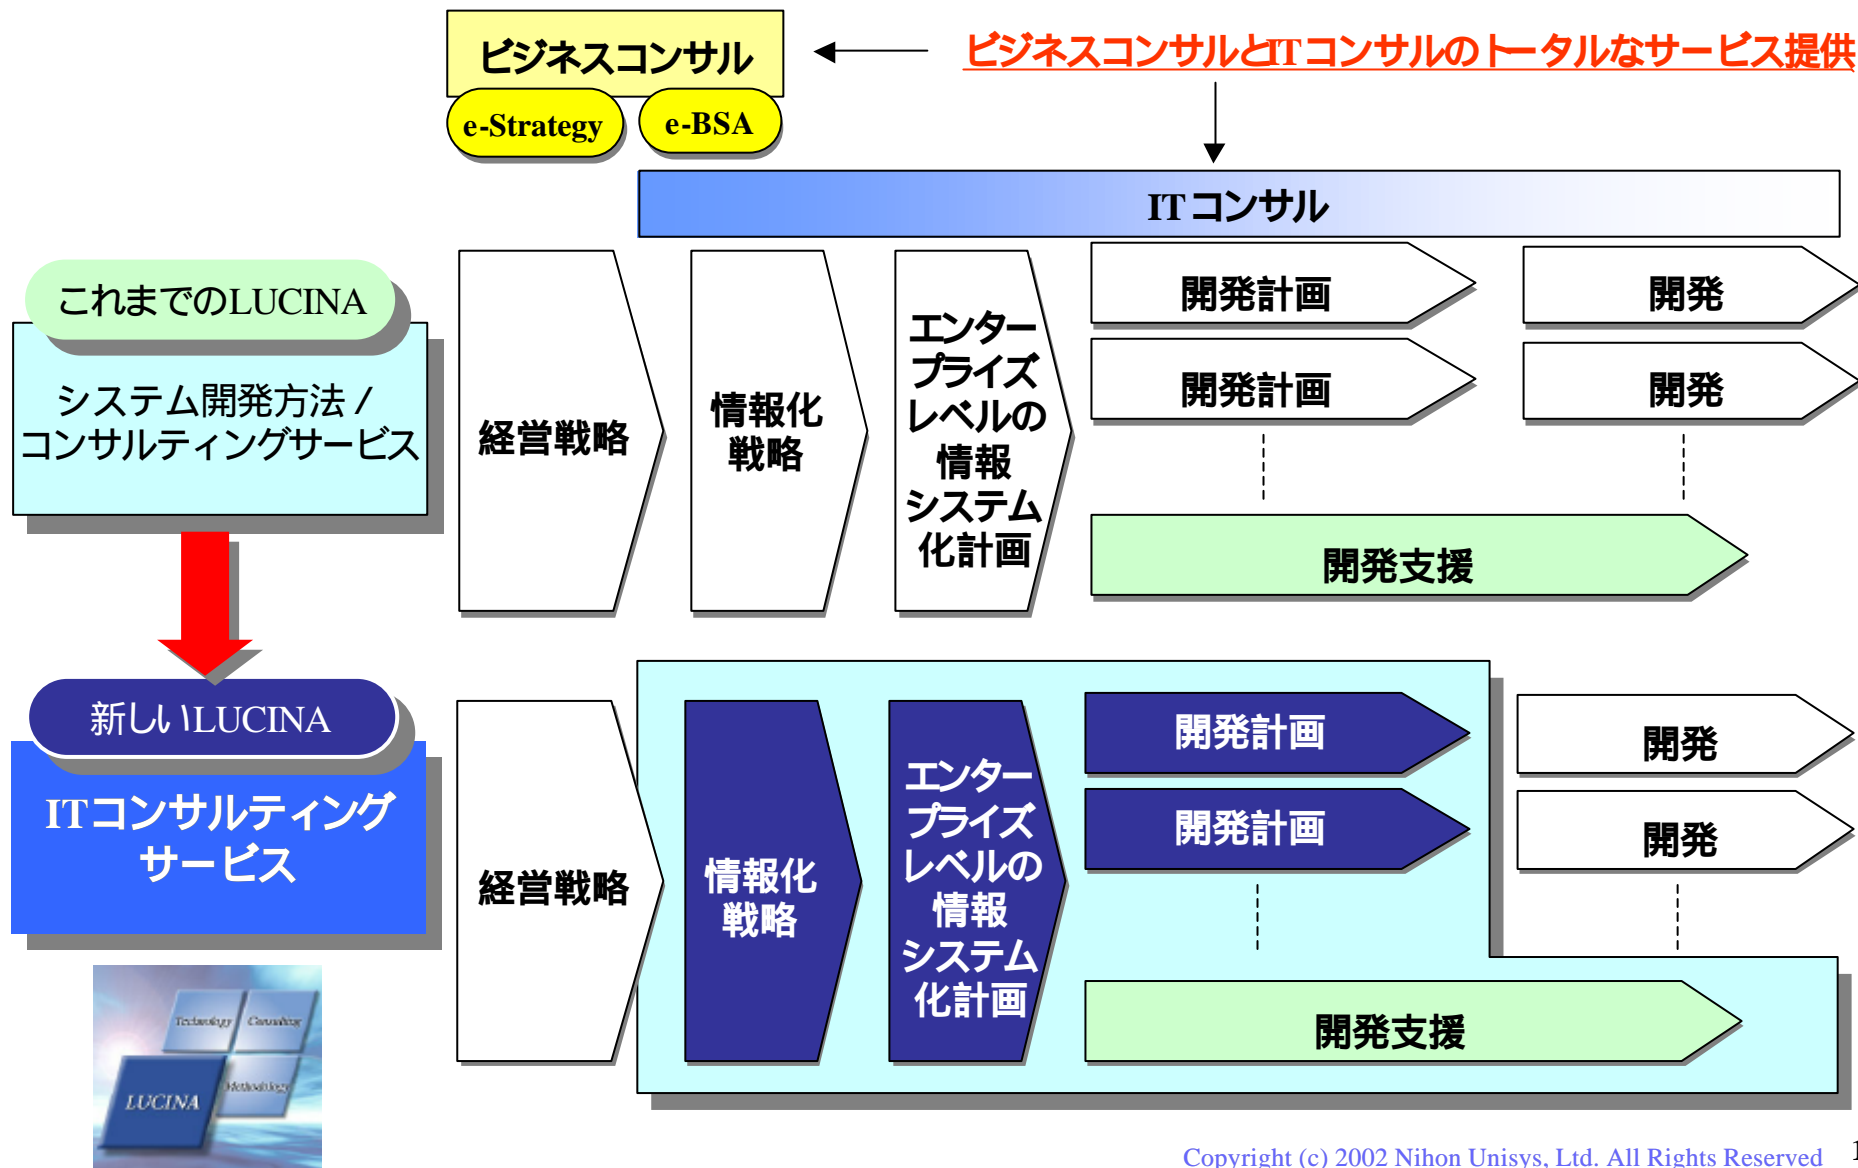 ビジネスコンサル
ビジネスコンサルとITコンサルのトータルなサービス提供
e-Strategy
e-BSA
ITコンサル
これまでのLUCINA
システム開発方法/
コンサルティングサービス
経営戦略
情報化
戦略
エンター
プライズ
レベルの
情報
システム
化計画
開発計画
開発
開発計画
開発
開発支援
新しいLUCINA
ITコンサルティング
サービス
経営戦略
情報化
戦略
エンター
プライズ
レベルの
情報
システム
化計画
開発計画
開発
開発計画
開発
開発支援
Technology
Consulting
LUCINA
Methodology
Copyright (c) 2002 Nihon Unisys, Ltd. All Rights Reserved
1